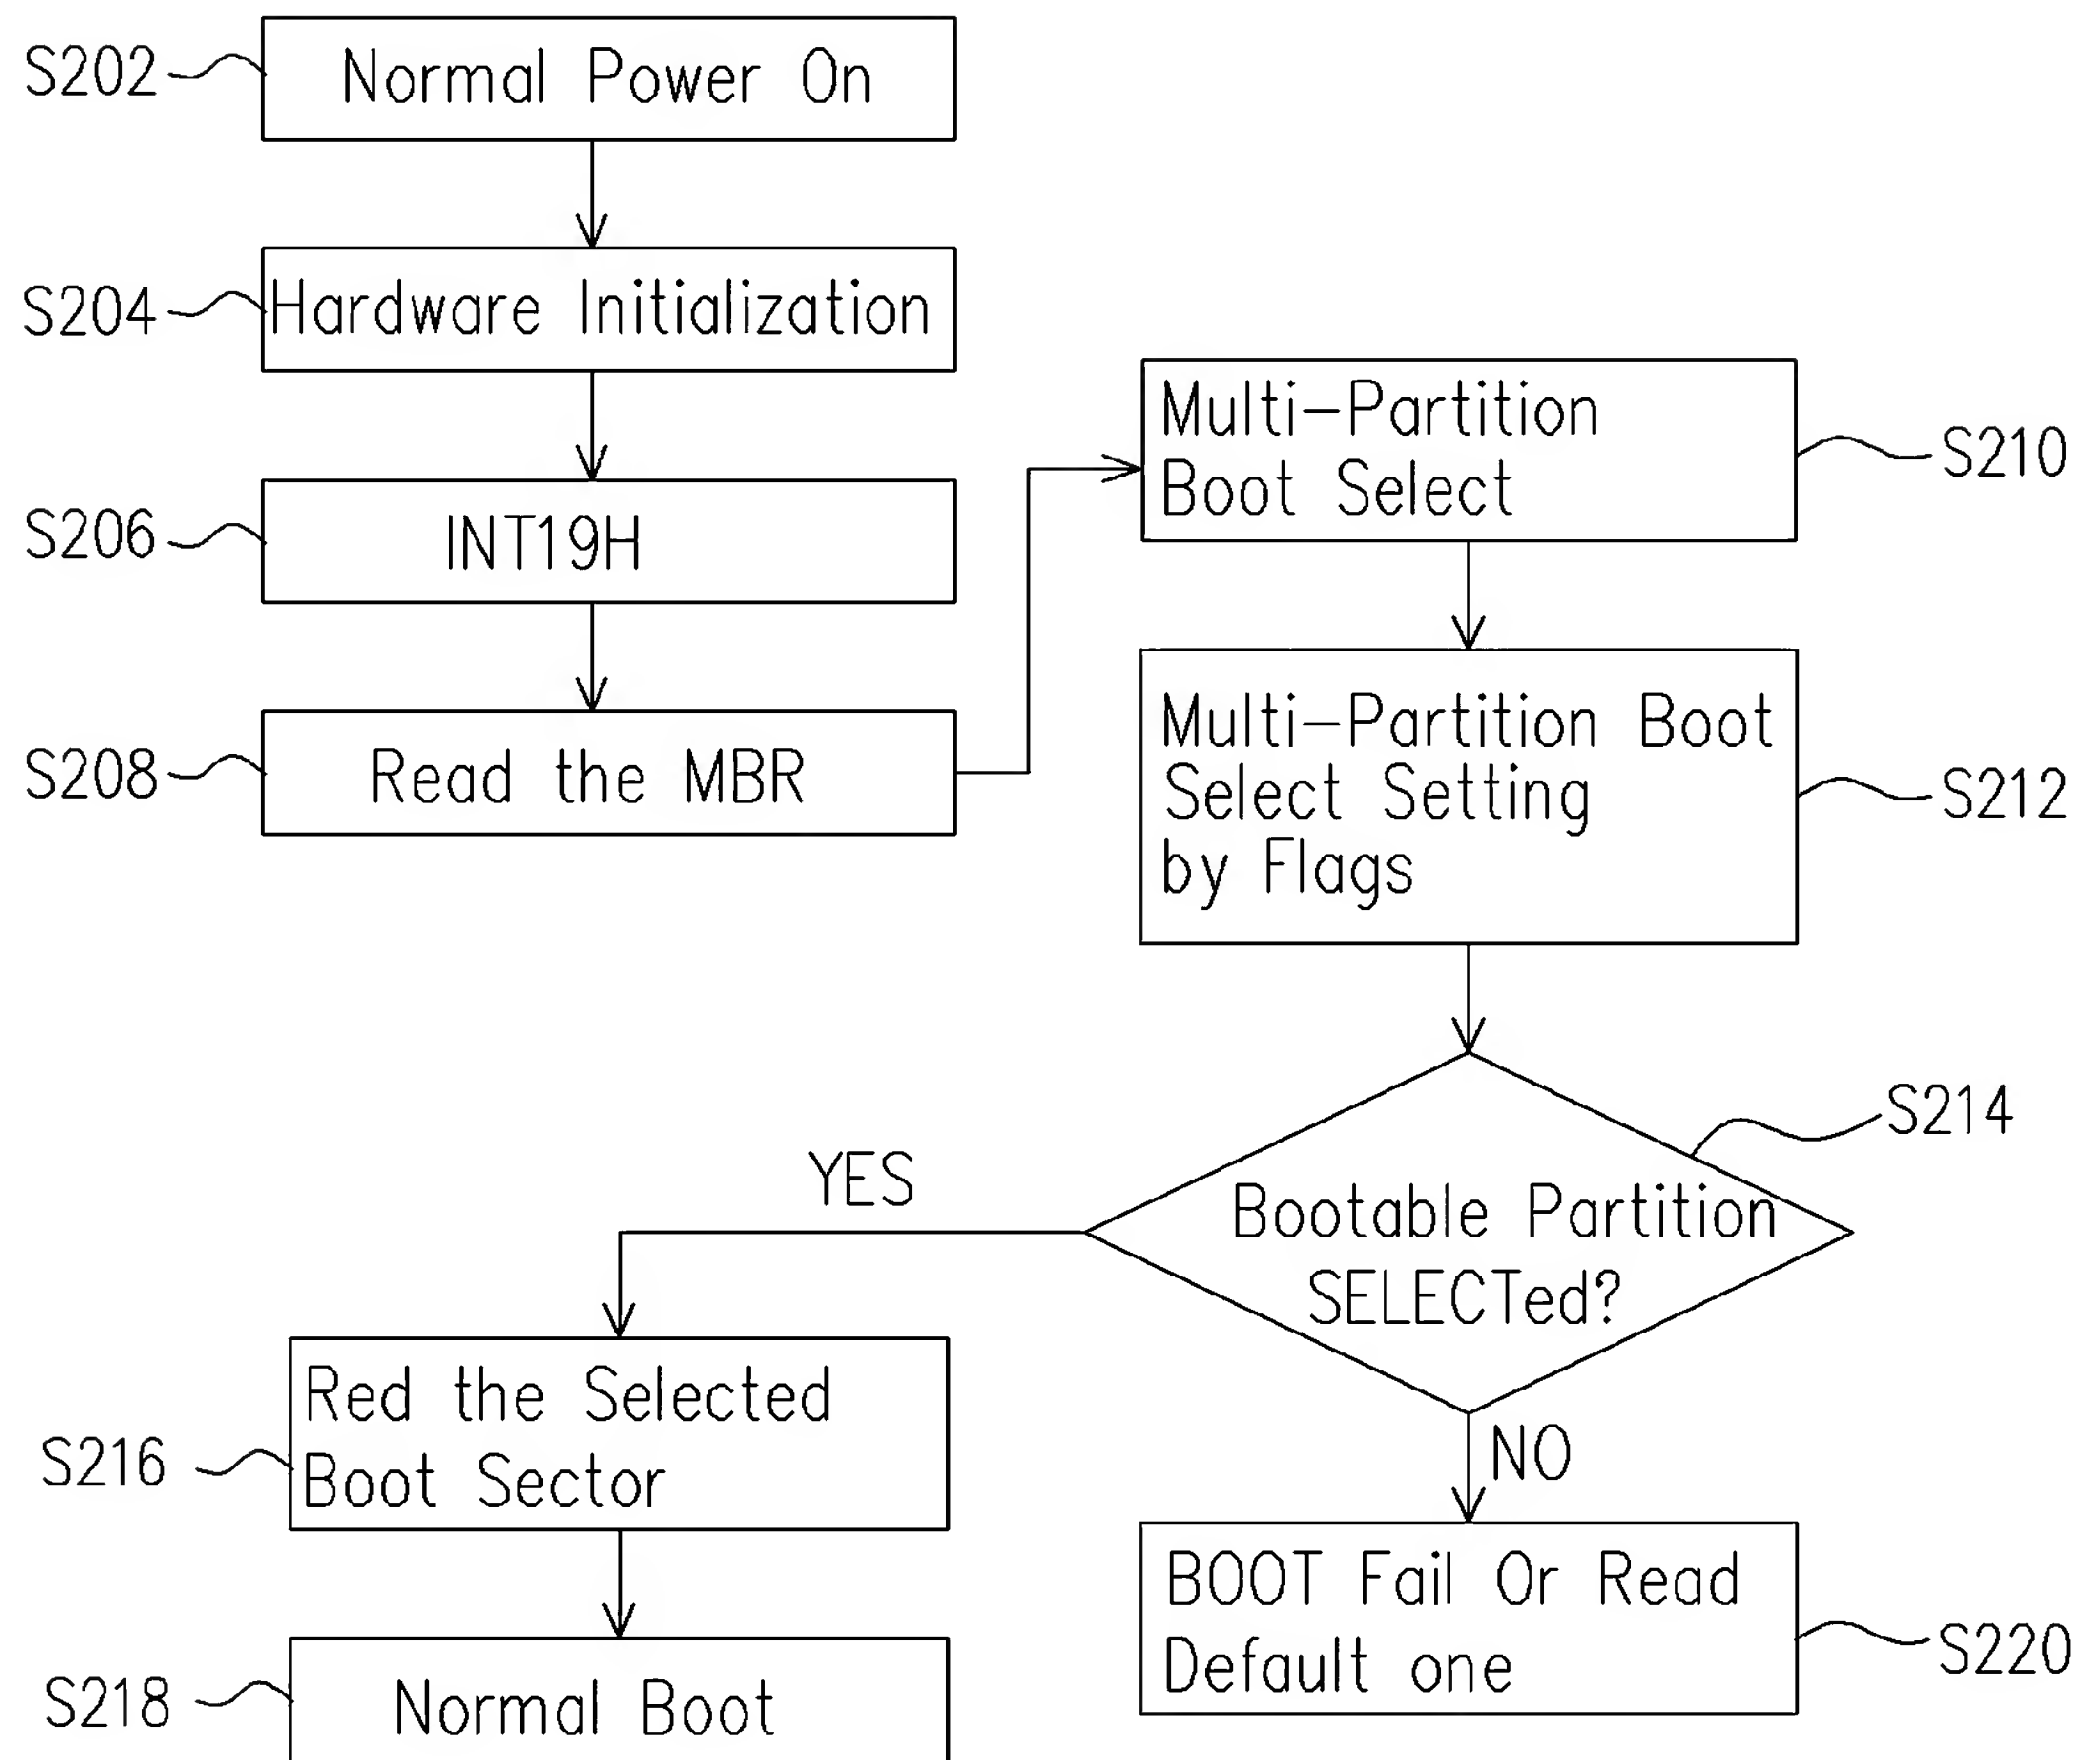 S202
Normal Power On
S204
Hardware Initialization
S206
INT19H
S208
Read the MBR
Multi-Partition
Boot Select
S210
Multi-Partition Boot
Select Setting
by Flags
S212
S214
Bootable Partition
SELECTed?
YES
NO
S216
Red the Selected
Boot Sector
S218
Normal Boot
BOOT Fail Or Read
Default one
S220